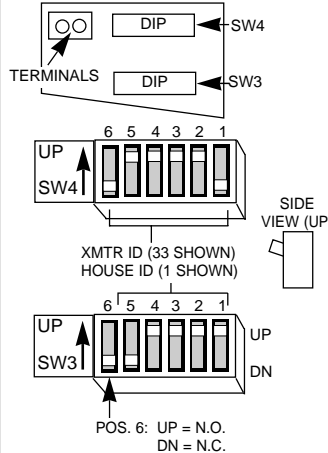 DIP
SW4
TERMINALS
DIP
SW3
6 5 4 3 2 1
UP
SW4
SIDE
VIEW (UP
XMTR ID (33 SHOWN)
HOUSE ID (1 SHOWN)
6 5 4 3 2 1
UP
SW3
UP
DN
POS. 6: UP = N.O.
DN = N.C.